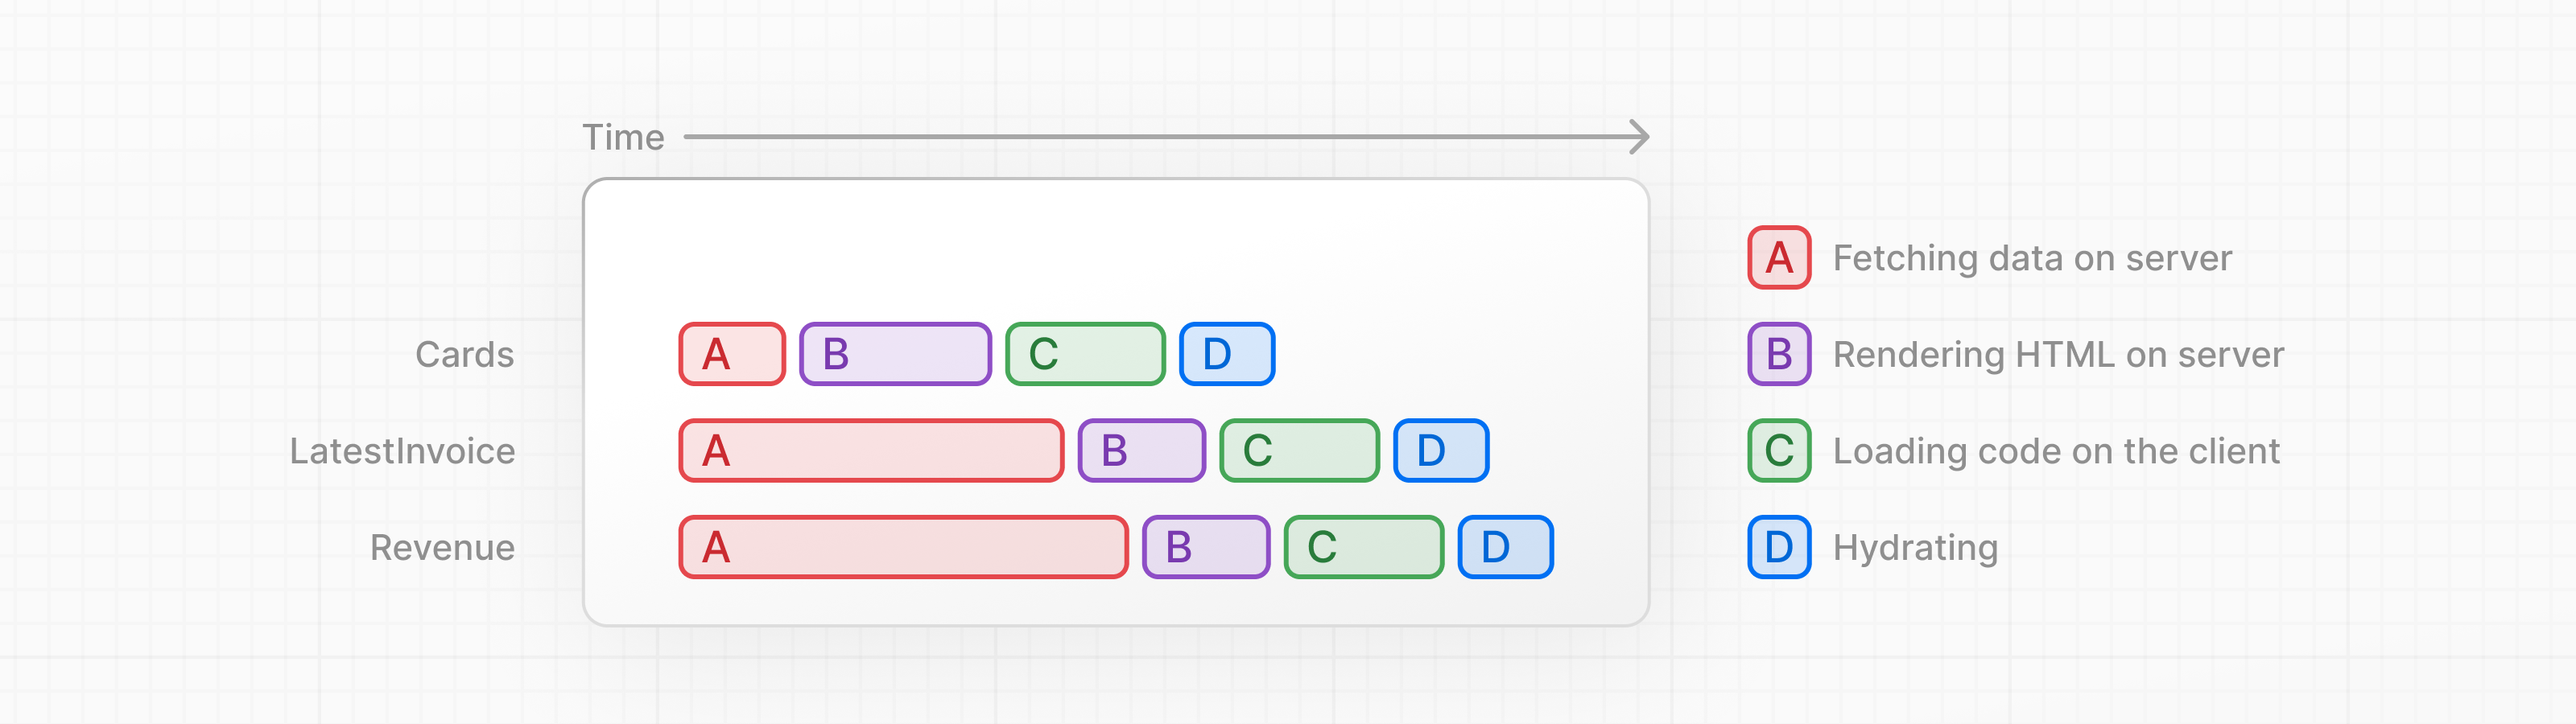 Time
Cards
A B C D
LatestInvoice
A B C D
Revenue
A B C D
A Fetching data on server
B Rendering HTML on server
C Loading code on the client
D Hydrating